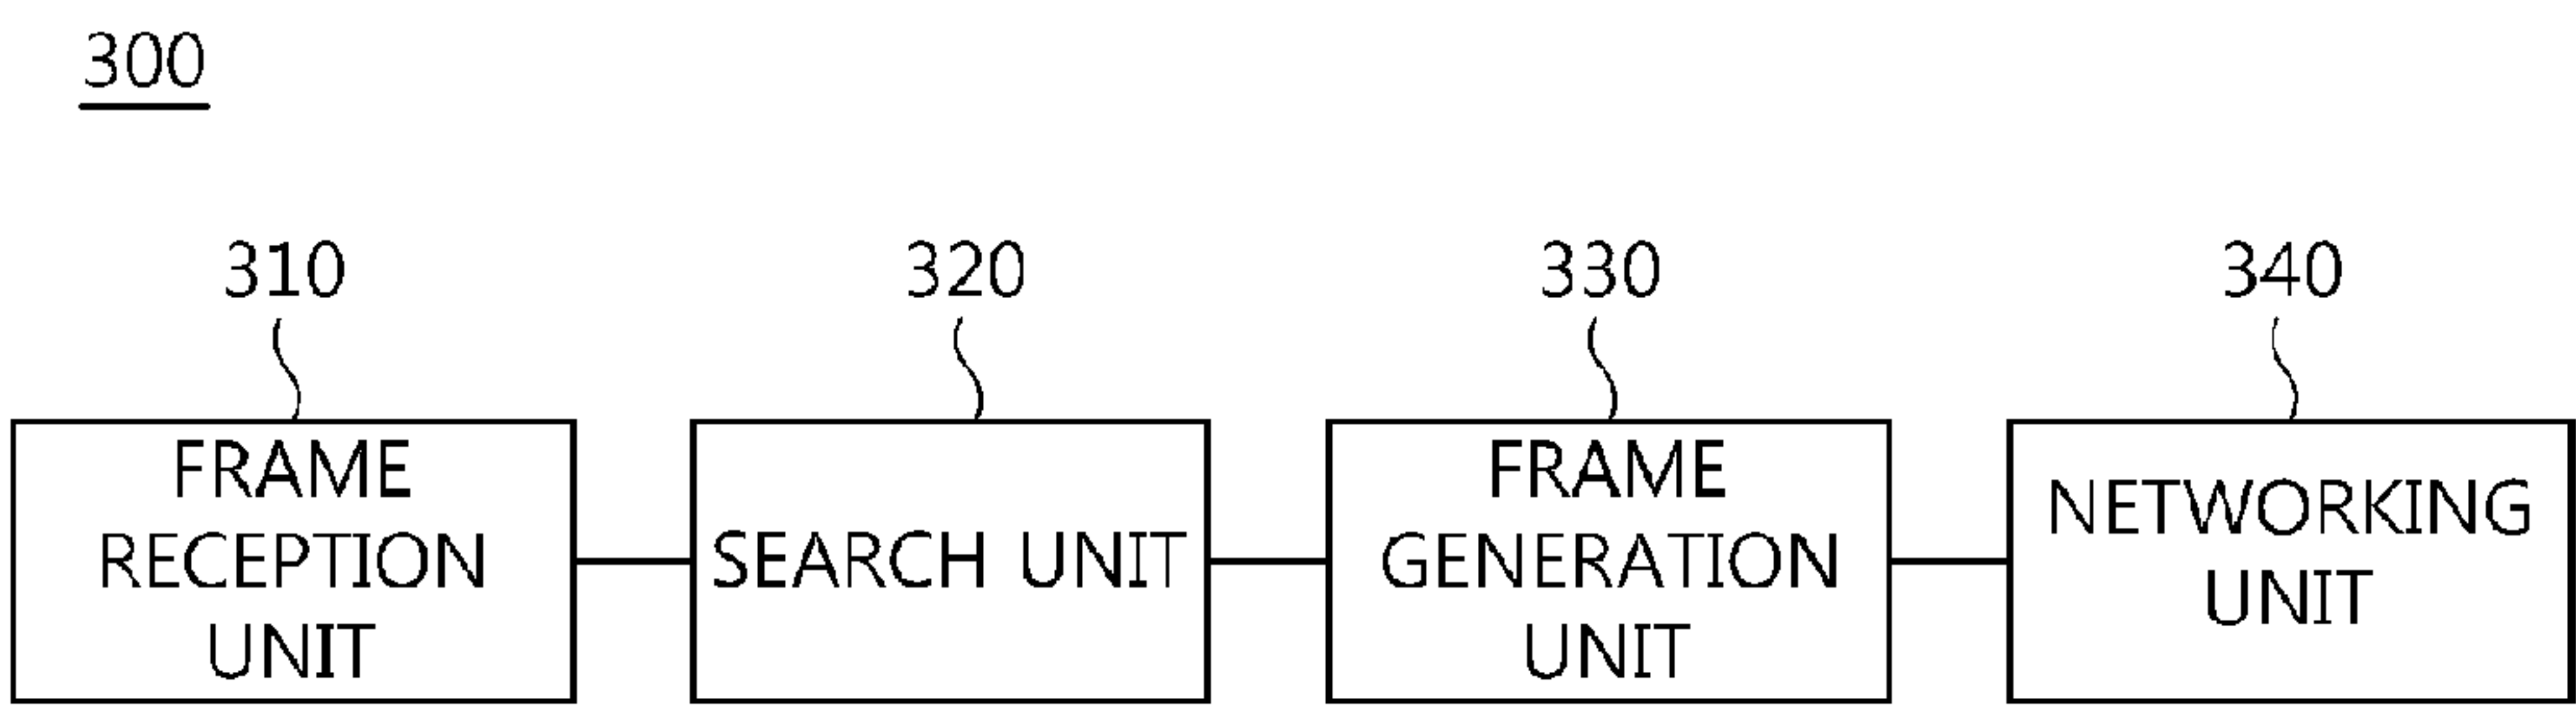 300
310
320
330
340
FRAME
RECEPTION
UNIT
SEARCH UNIT
FRAME
GENERATION
UNIT
NETWORKING
UNIT